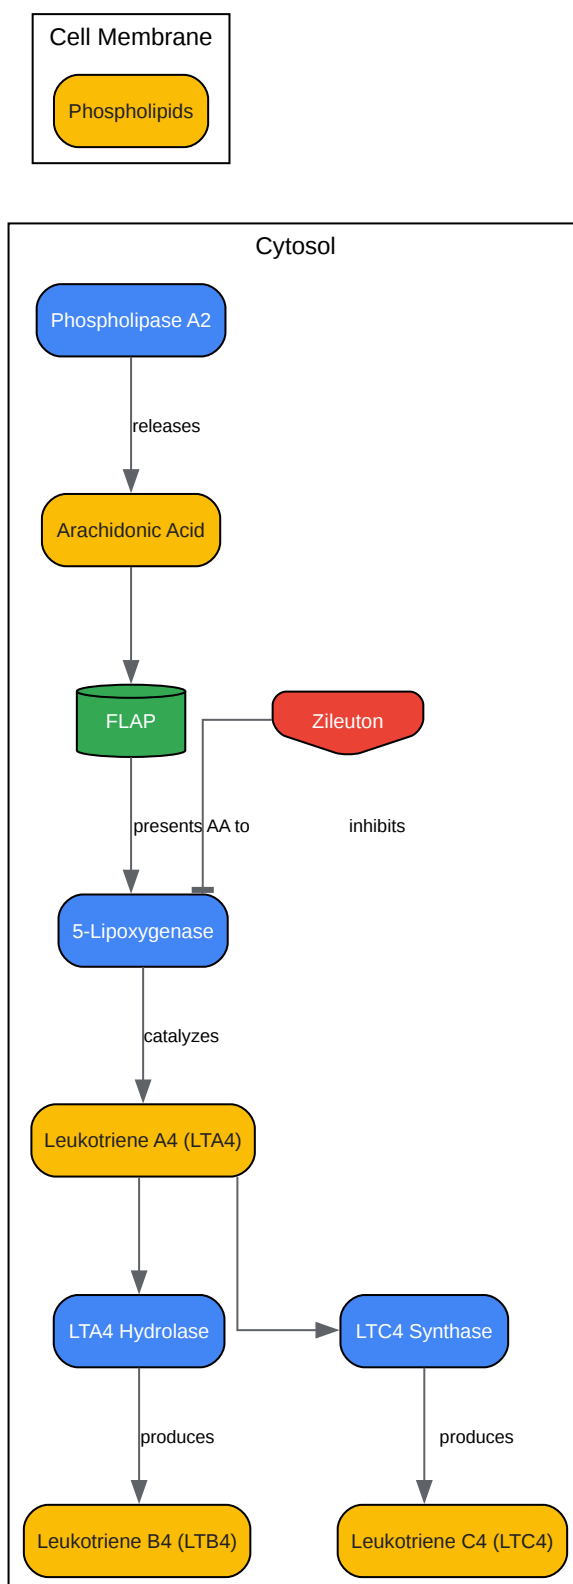 Cell Membrane
Phospholipids
Cytosol
Phospholipase A2
releases
Arachidonic Acid
FLAP
Zileuton
presents AA to
inhibits
5-Lipoxygenase
catalyzes
Leukotriene A4 (LTA4)
LTA4 Hydrolase
LTC4 Synthase
produces
produces
Leukotriene B4 (LTB4)
Leukotriene C4 (LTC4)